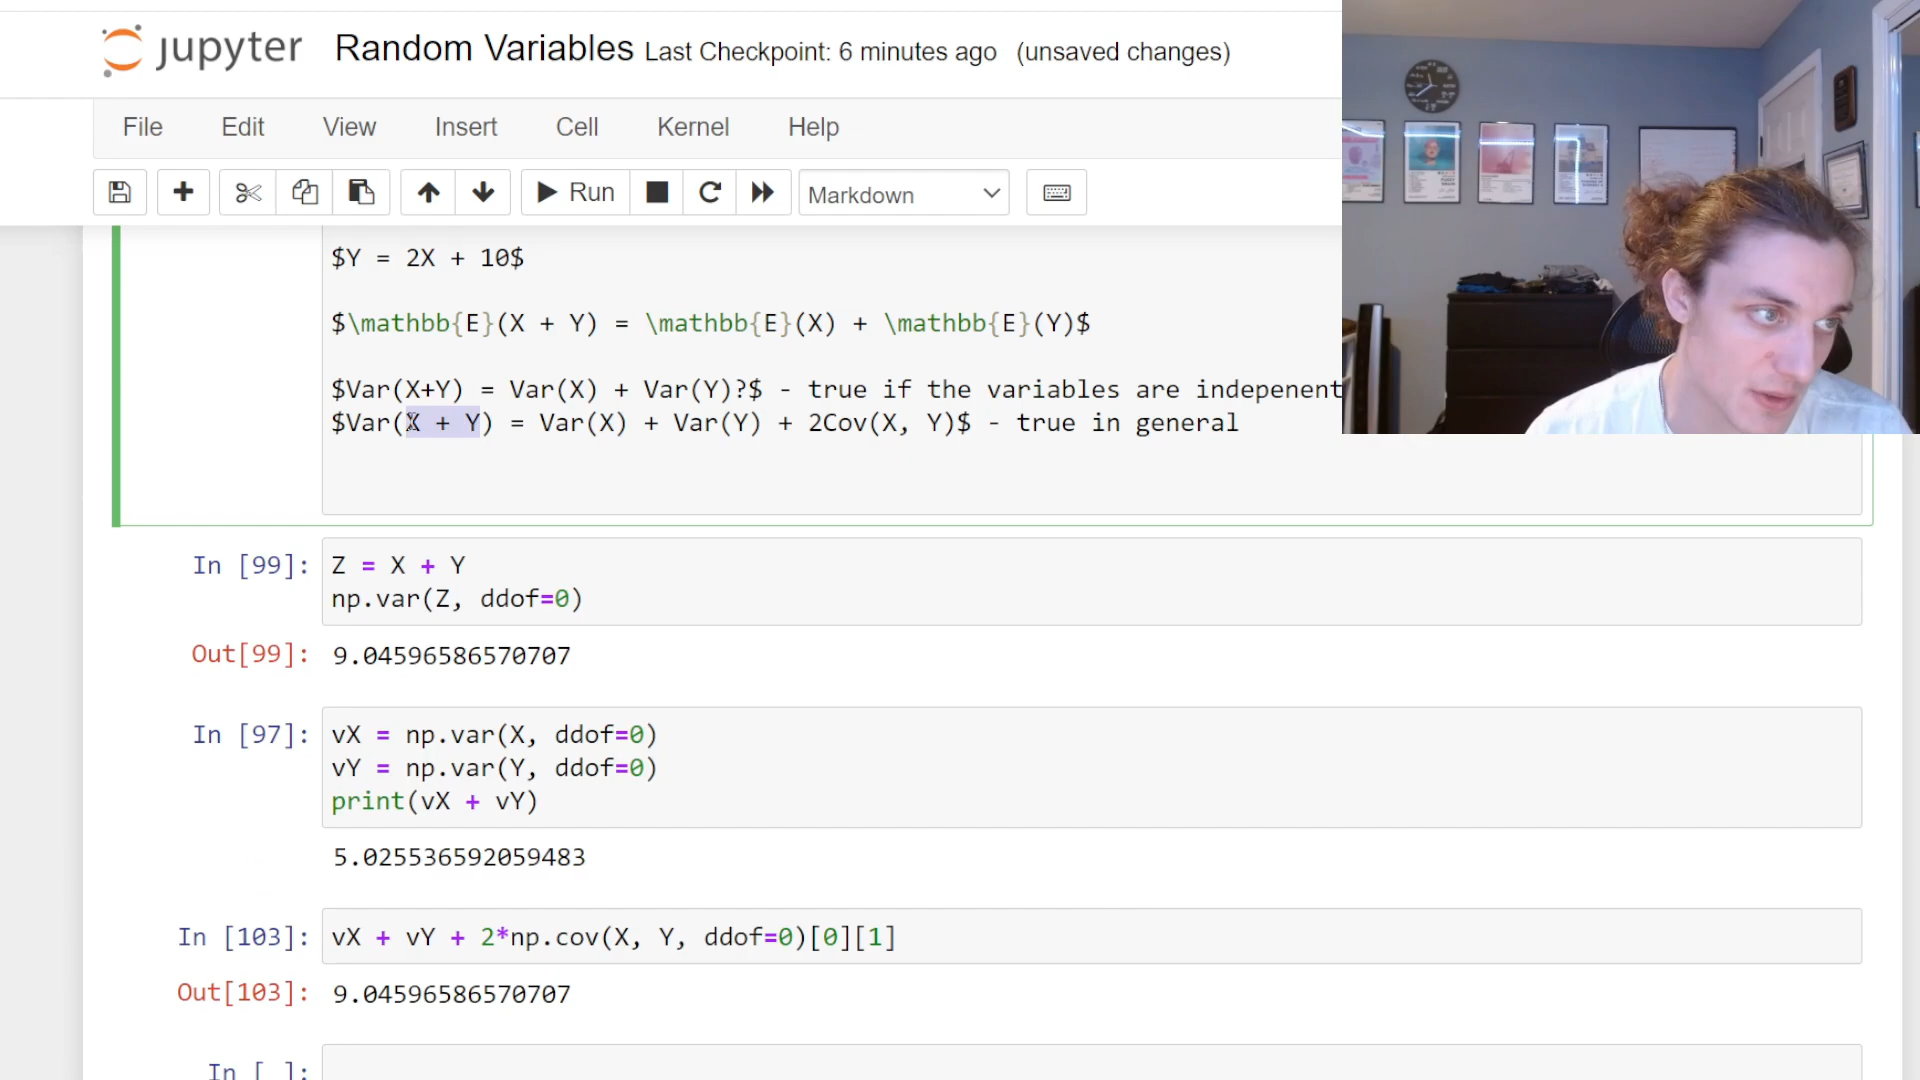 jupyter Random Variables Last Checkpoint: 6 minutes ago (unsaved changes)
File Edit View Insert Cell Kernel Help
Run Markdown
$Y = 2X + 10$
$\mathbb{E}(X + Y) = \mathbb{E}(X) + \mathbb{E}(Y)$
$Var(X+Y) = Var(X) + Var(Y)?$ - true if the variables are indepenent
$Var(X + Y) = Var(X) + Var(Y) + 2Cov(X, Y)$ - true in general
In [99]: Z = X + Y
np.var(Z, ddof=0)
Out[99]: 9.04596586570707
In [97]: vX = np.var(X, ddof=0)
vY = np.var(Y, ddof=0)
print(vX + vY)
5.025536592059483
In [103]: vX + vY + 2*np.cov(X, Y, ddof=0)[0][1]
Out[103]: 9.04596586570707
In [ ]: